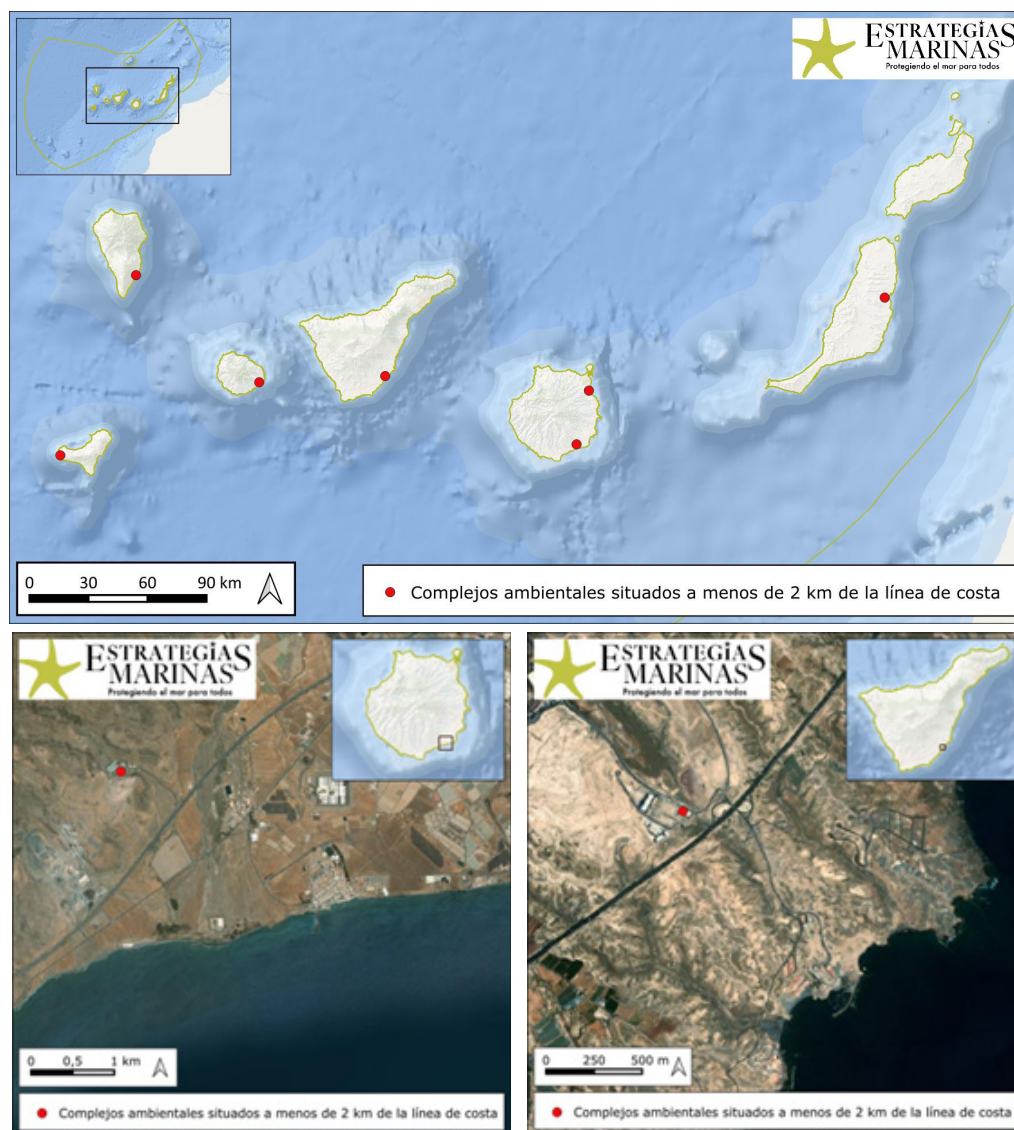 ESTRATEGIAS
MARINAS
Protegiendo el mar para todos
0 30 60 90 km
Complejos ambientales situados a menos de 2 km de la línea de costa
ESTRATEGIAS
MARINAS
Protegiendo el mar para todos
ESTRATEGIAS
MARINAS
Protegiendo el mar para todos
0 0,5 1 km
0 250 500 m
Complejos ambientales situados a menos de 2 km de la línea de costa
Complejos ambientales situados a menos de 2 km de la línea de costa